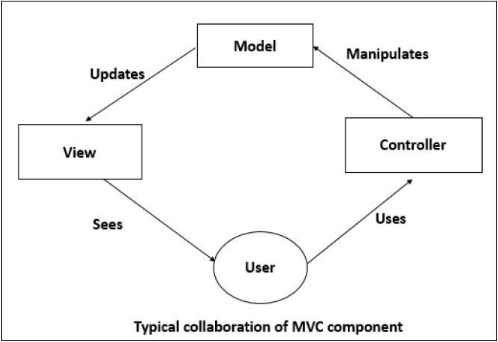 Model
Manipulates
Updates
View
Controller
Sees
Uses
User
Typical collaboration of MVC component